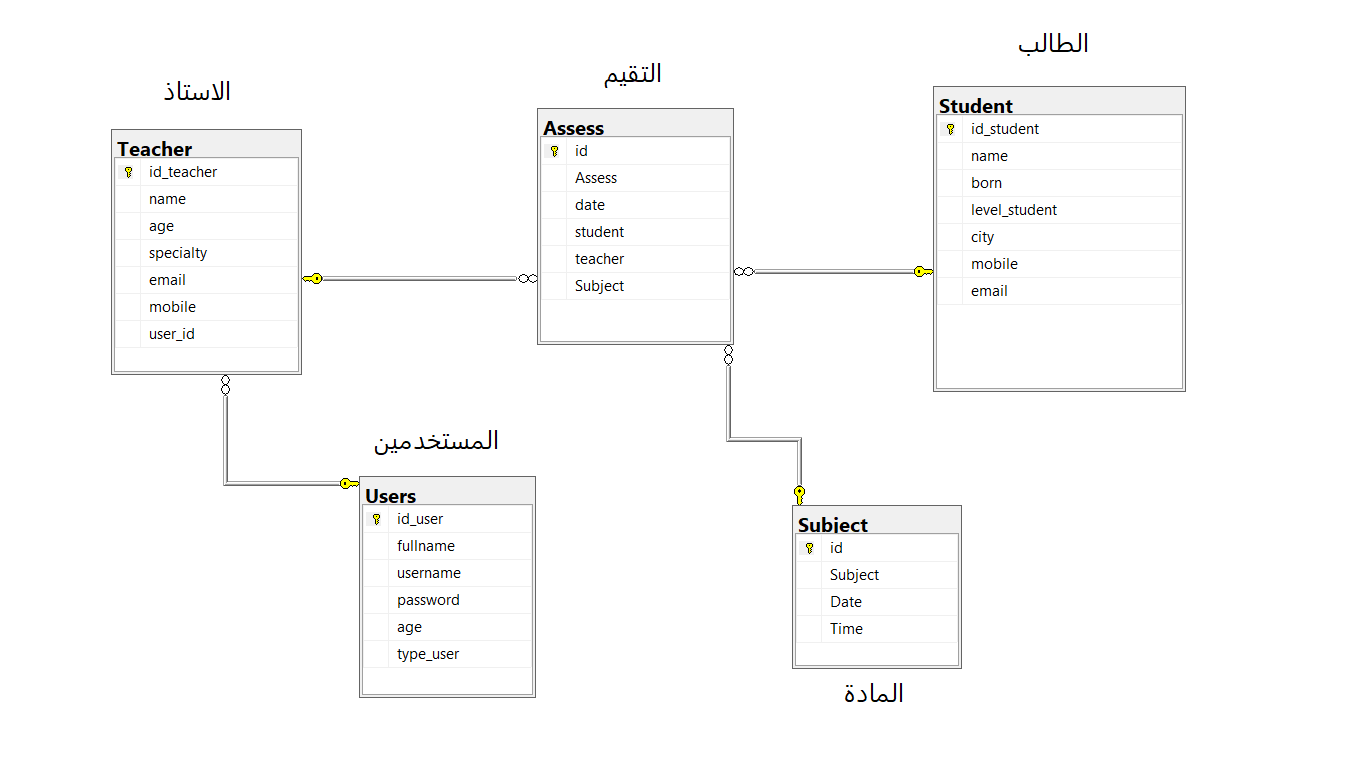 الاستاذ
Teacher
id_teacher
name
age
specialty
email
mobile
user_id
التقيم
Assess
id
Assess
date
student
teacher
Subject
الطالب
Student
id_student
name
born
level_student
city
mobile
email
المستخدمين
Users
id_user
fullname
username
password
age
type_user
Subject
id
Subject
Date
Time
المادة